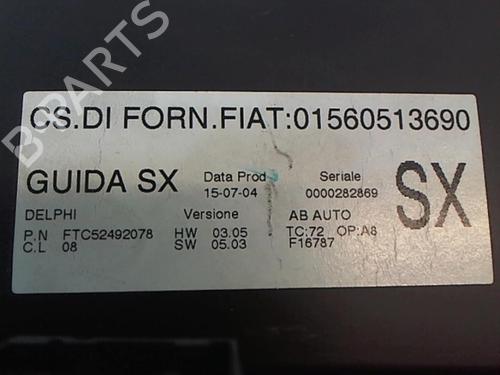 B-PARTS
CS.DI FORN.FIAT:01560513690
GUIDA SX
Data Prod
15-07-04
Seriale
0000282869
SX
DELPHI
Versione
AB AUTO
P.N FTC52492078
HW 03.05
TC:72 OP:A8
C.L 08
SW 05.03
F16787